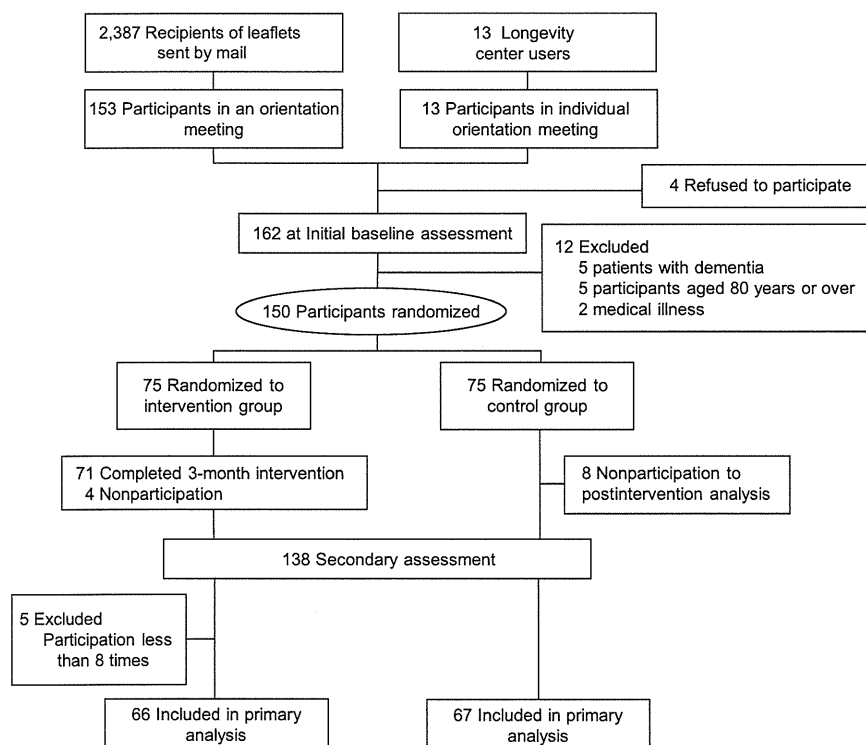 2,387 Recipients of leaflets
sent by mail
13 Longevity
center users
153 Participants in an orientation
meeting
13 Participants in individual
orientation meeting
4 Refused to participate
162 at Initial baseline assessment
12 Excluded
5 patients with dementia
5 participants aged 80 years or over
2 medical illness
150 Participants randomized
75 Randomized to
intervention group
75 Randomized to
control group
71 Completed 3-month intervention
4 Nonparticipation
8 Nonparticipation to
postintervention analysis
138 Secondary assessment
5 Excluded
Participation less
than 8 times
66 Included in primary
analysis
67 Included in primary
analysis